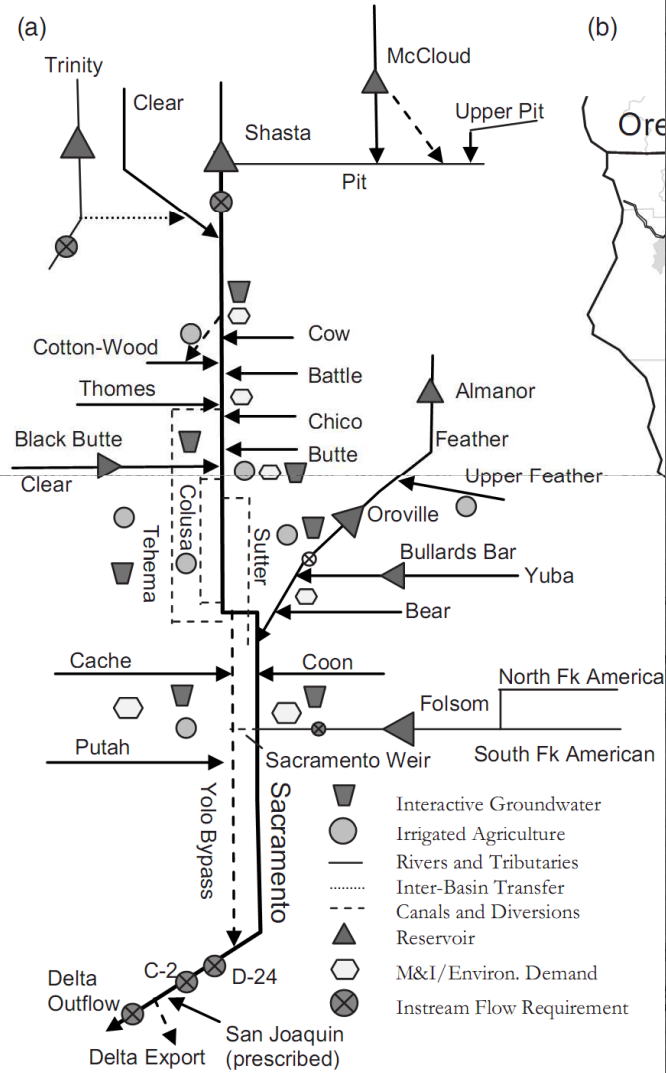 (a)
(b)
Trinity
Clear
McCloud
Upper Pit
Shasta
Ore
Pit
Cow
Cotton-Wood
Battle
Thomes
Almanor
Chico
Black Butte
Butte
Feather
Clear
Upper Feather
Colusa
Oroville
Tehema
Sutter
Bullards Bar
Yuba
Bear
Cache
Coon
North Fk America
Folsom
Sacramento Weir
South Fk American
Putah
Yolo Bypass
Sacramento
Interactive Groundwater
Irrigated Agriculture
Rivers and Tributaries
Inter-Basin Transfer
Canals and Diversions
Reservoir
M&I/Environ. Demand
Instream Flow Requirement
C-2
D-24
Delta
Outflow
San Joaquin
(prescribed)
Delta Export